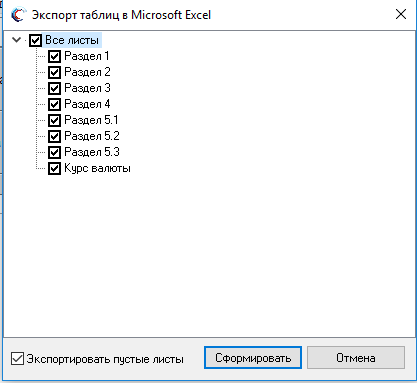 Экспорт таблиц в Microsoft Excel
Все листы
Раздел 1
Раздел 2
Раздел 3
Раздел 4
Раздел 5.1
Раздел 5.2
Раздел 5.3
Курс валюты
Экспортировать пустые листы
Сформировать
Отмена